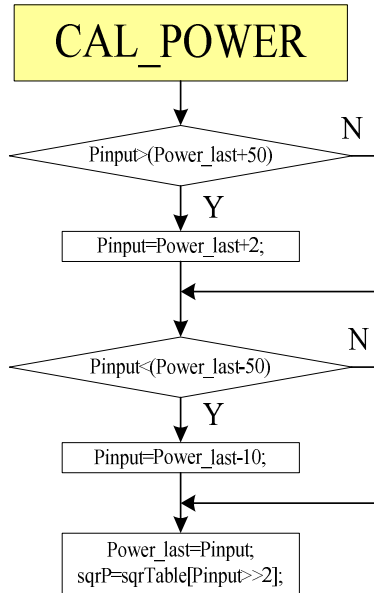 CAL_POWER
N
Pinput>(Power_last+50)
Y
Pinput=Power_last+2;
N
Pinput<(Power_last-50)
Y
Pinput=Power_last-10;
Power_last=Pinput;
sqrP=sqrTable[Pinput>>2];